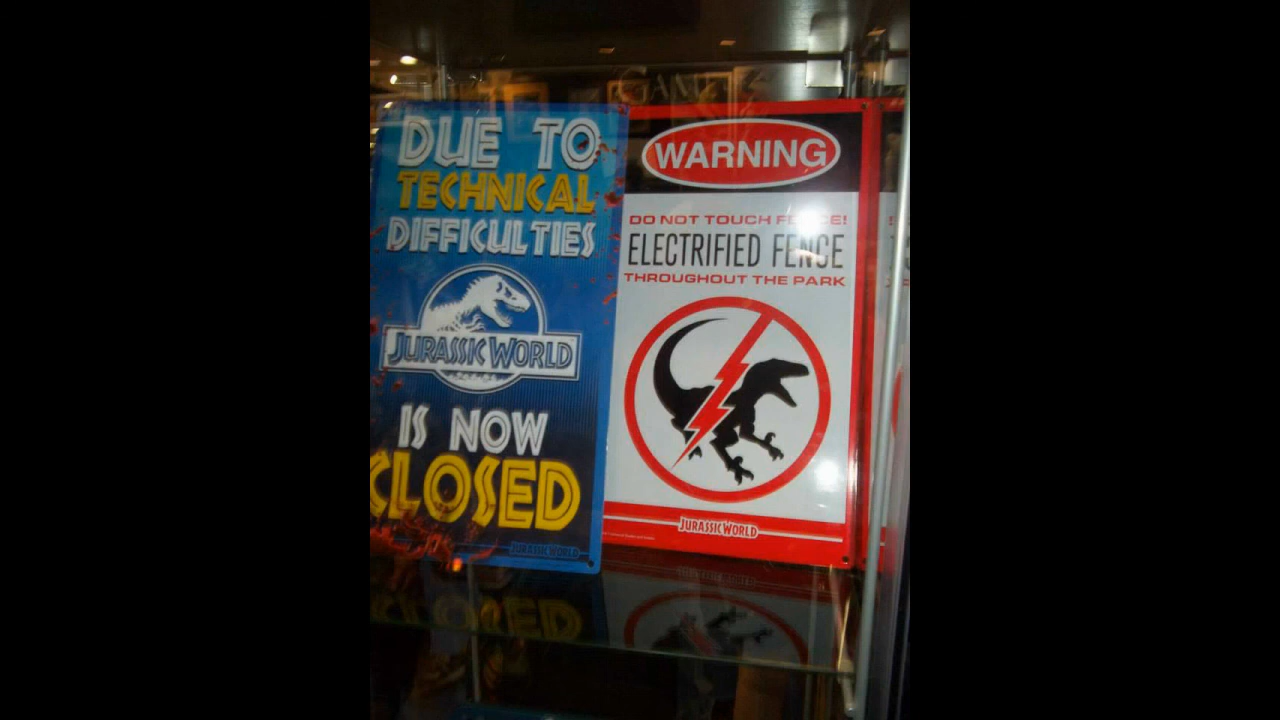 DUE TO
TECHNICAL
DIFFICULTIES
JURASSIC WORLD
IS NOW
CLOSED
JURASSIC WORLD
WARNING
DO NOT TOUCH FENCE!
ELECTRIFIED FENCE
THROUGHOUT THE PARK
JURASSIC WORLD
GAMES